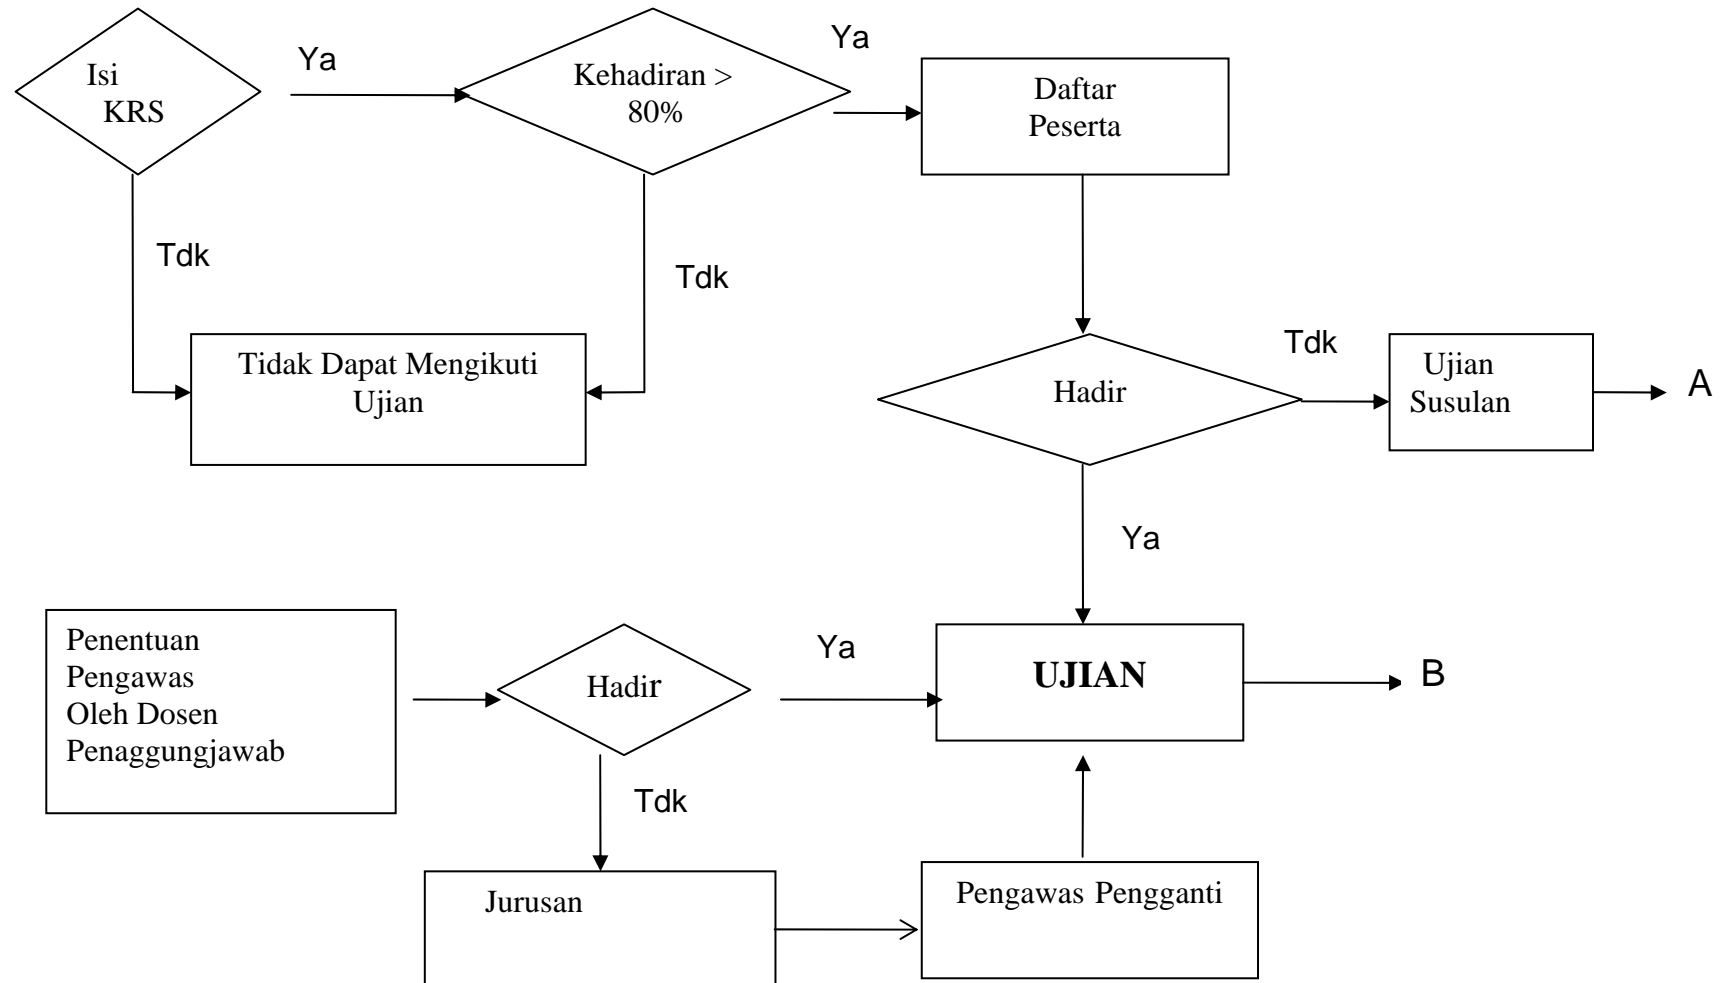 Isi
KRS
Ya
Kehadiran >
80%
Ya
Daftar
Peserta
Tdk
Tdk
Tidak Dapat Mengikuti
Ujian
Hadir
Tdk
Ujian
Susulan
A
Ya
Penentuan
Pengawas
Oleh Dosen
Penaggungjawab
Hadir
Ya
UJIAN
B
Tdk
Jurusan
Pengawas Pengganti